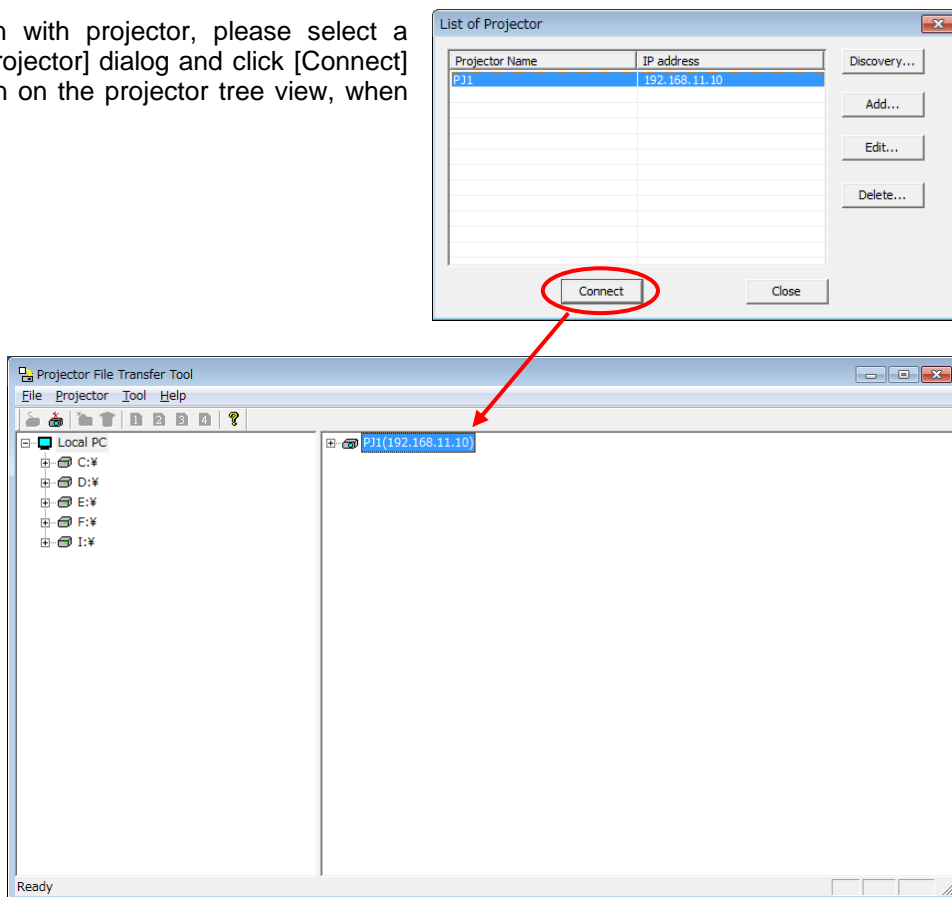 n with projector, please select a
rojector] dialog and click [Connect]
n on the projector tree view, when
List of Projector
Projector Name IP address
PJ1 192.168.11.10
Discovery...
Add...
Edit...
Delete...
Connect Close
Projector File Transfer Tool
File Projector Tool Help
1 2 3 4 ?
Local PC
C:¥
D:¥
E:¥
F:¥
I:¥
PJ1(192.168.11.10)
Ready